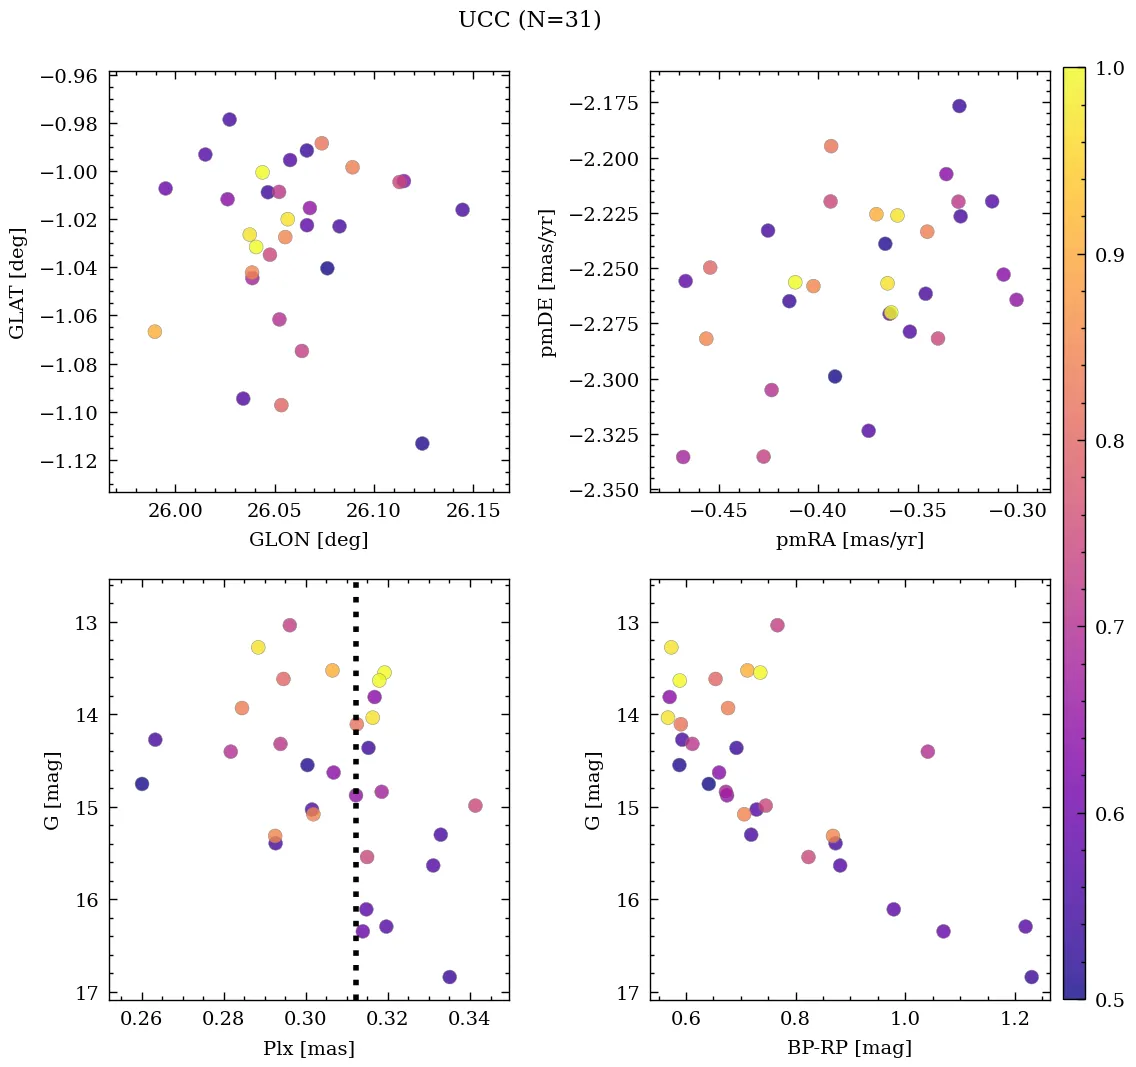 UCC (N=31)
−0.96
−0.98
−1.00
−1.02
−1.04
−1.06
−1.08
−1.10
−1.12
GLAT [deg]
26.00 26.05 26.10 26.15
GLON [deg]
−2.175
−2.200
−2.225
−2.250
−2.275
−2.300
−2.325
−2.350
pmDE [mas/yr]
−0.45 −0.40 −0.35 −0.30
pmRA [mas/yr]
13
14
15
16
17
G [mag]
0.26 0.28 0.30 0.32 0.34
Plx [mas]
13
14
15
16
17
G [mag]
0.6 0.8 1.0 1.2
BP-RP [mag]
1.0
0.9
0.8
0.7
0.6
0.5